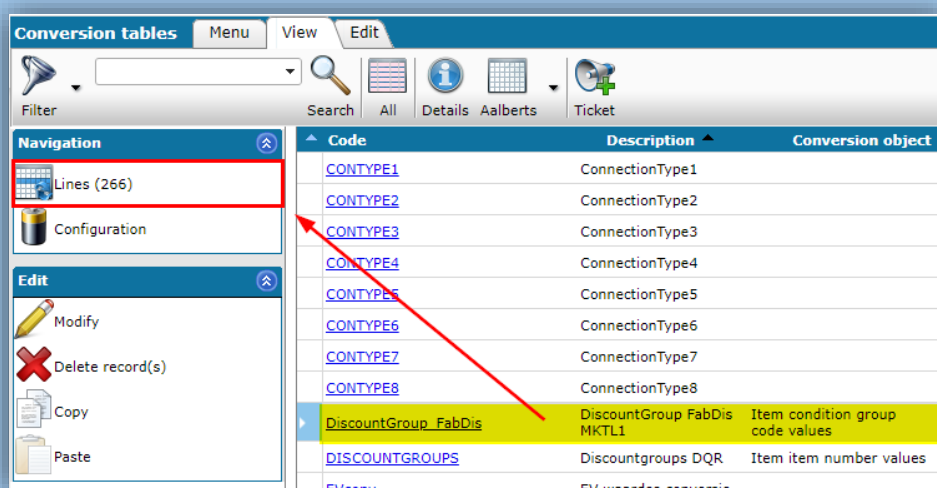 Conversion tables Menu View Edit
Filter Search All Details Aalberts Ticket
Navigation
Lines (266)
Configuration
Edit
Modify
Delete record(s)
Copy
Paste
Code Description Conversion object
CONTYPE1 ConnectionType1
CONTYPE2 ConnectionType2
CONTYPE3 ConnectionType3
CONTYPE4 ConnectionType4
CONTYPE5 ConnectionType5
CONTYPE6 ConnectionType6
CONTYPE7 ConnectionType7
CONTYPE8 ConnectionType8
DiscountGroup_FabDis DiscountGroup FabDis MKTL1 Item condition group code values
DISCOUNTGROUPS Discountgroups DQR Item item number values